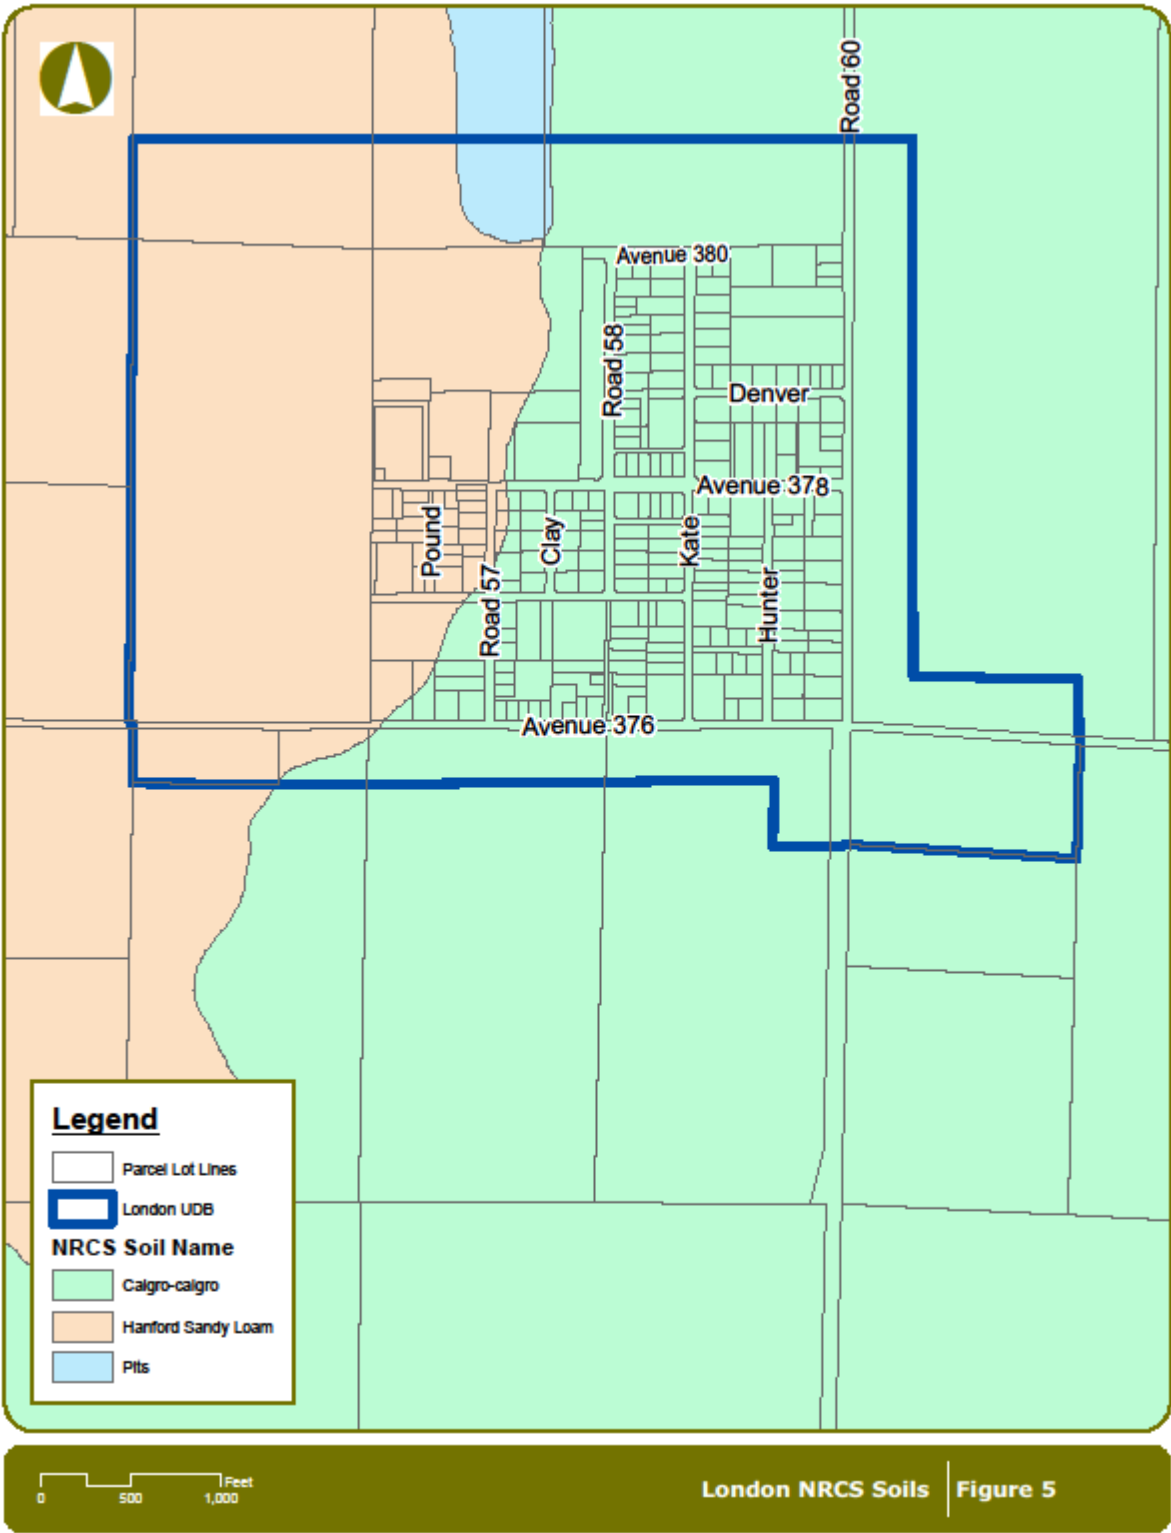 Road 60
Avenue 380
Road 58
Denver
Avenue 378
Pound
Clay
Kate
Road 57
Hunter
Avenue 376
Legend
Parcel Lot Lines
London UDB
NRCS Soil Name
Calgro-calgro
Hanford Sandy Loam
Pits
Feet
0 500 1,000
London NRCS Soils Figure 5